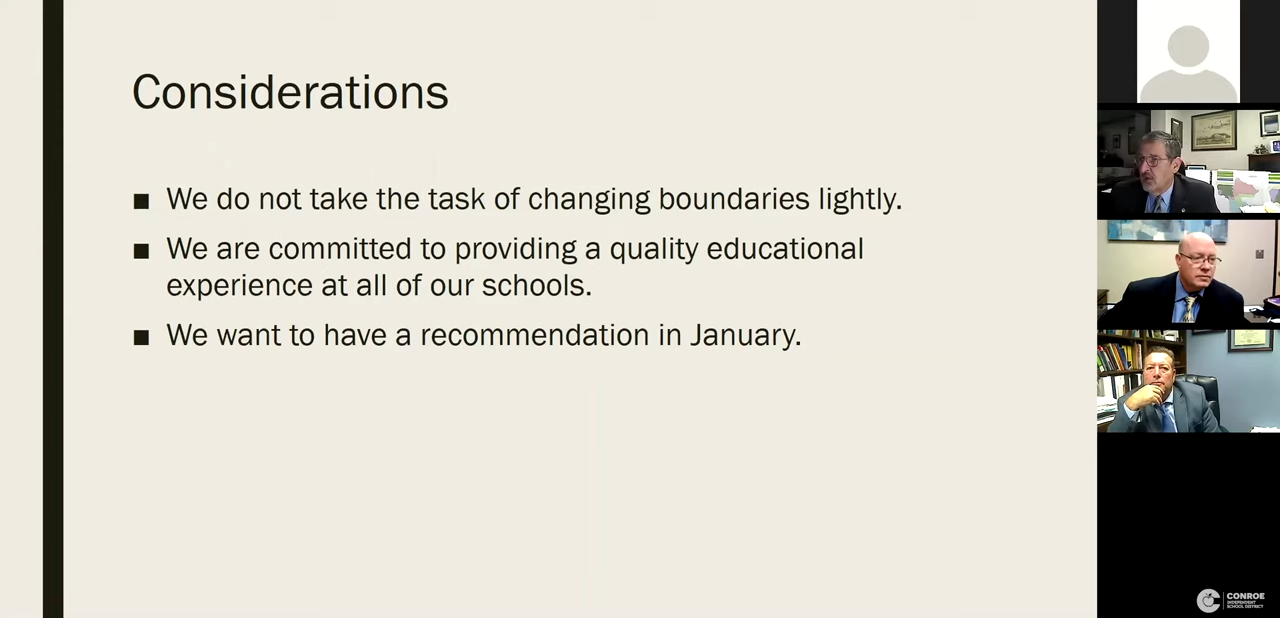 Considerations
■ We do not take the task of changing boundaries lightly.
■ We are committed to providing a quality educational
experience at all of our schools.
■ We want to have a recommendation in January.
CONROE
INDEPENDENT
SCHOOL DISTRICT